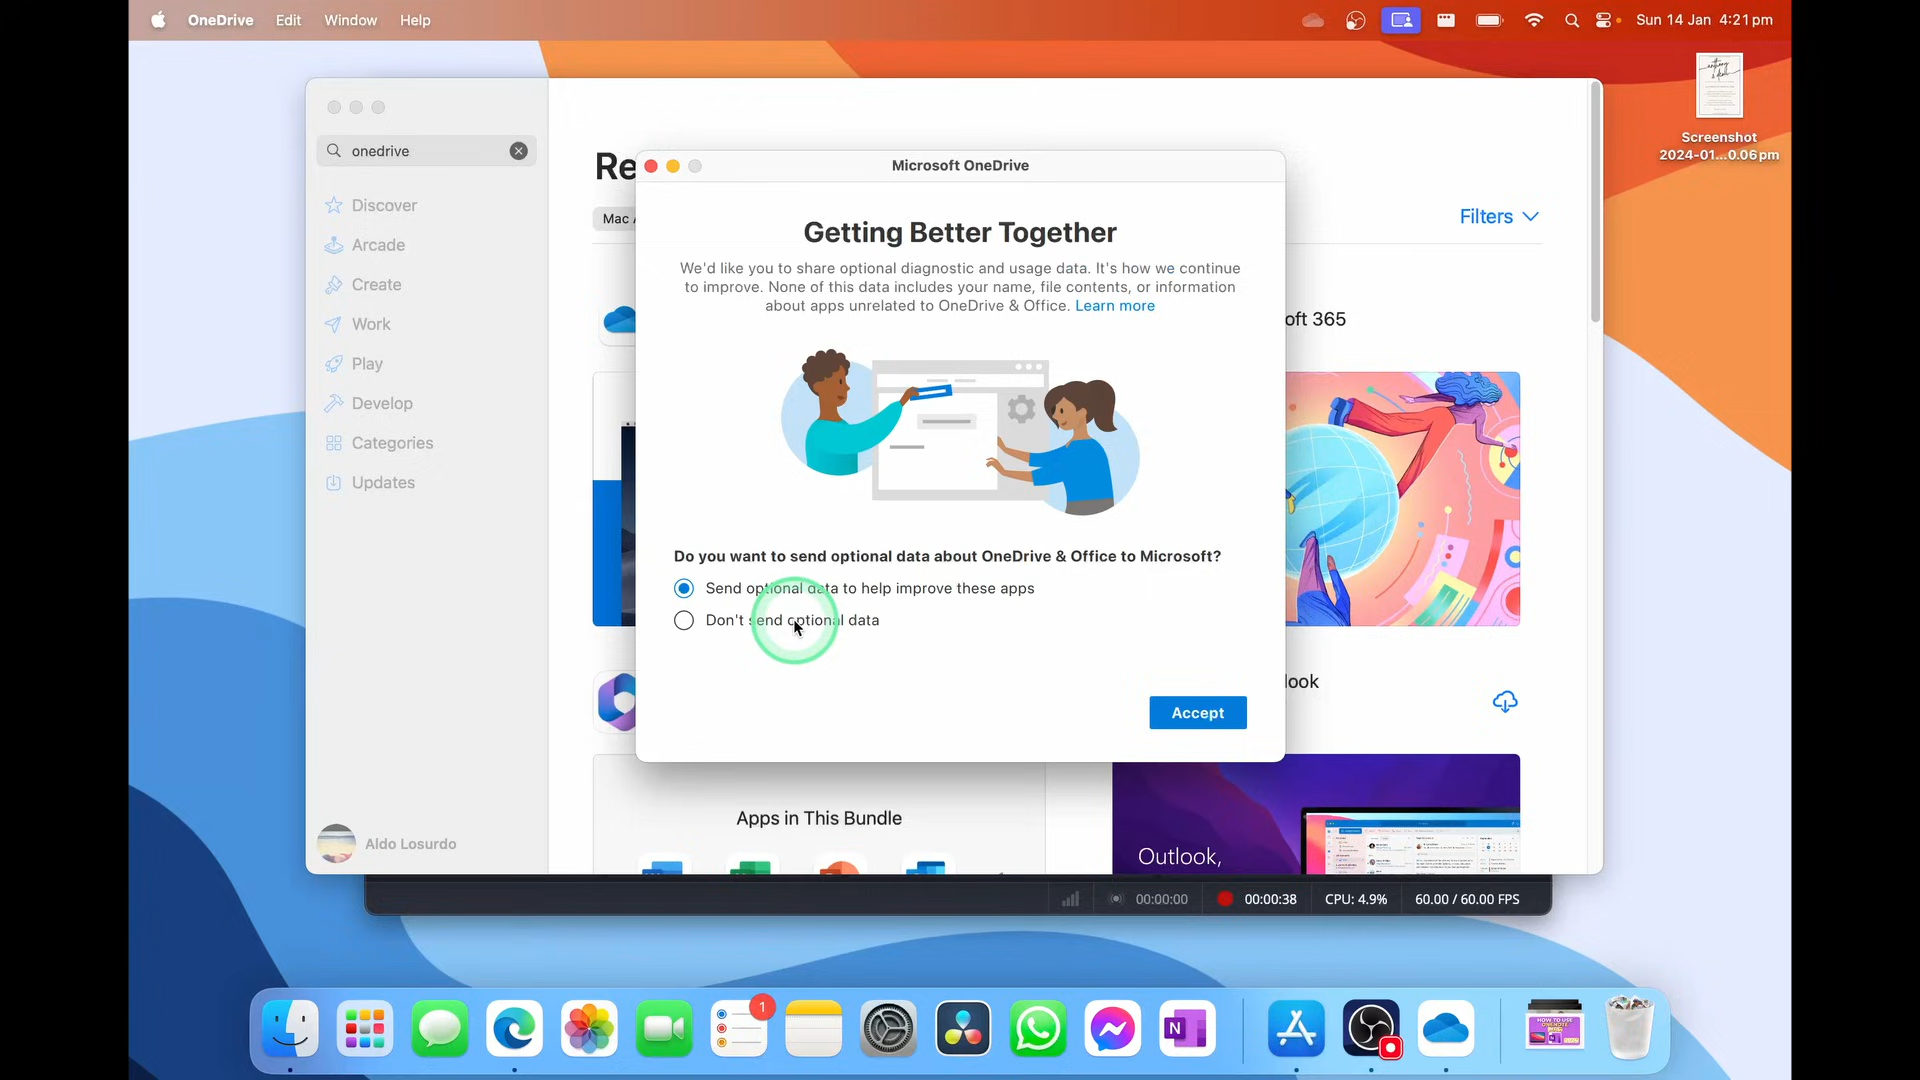 OneDrive Edit Window Help
Sun 14 Jan 4:21 pm
Screenshot
2024-01...0.06 pm
onedrive
Discover
Arcade
Create
Work
Play
Develop
Categories
Updates
Aldo Losurdo
Re
Mac
Filters
oft 365
look
Microsoft OneDrive
Getting Better Together
We'd like you to share optional diagnostic and usage data. It's how we continue
to improve. None of this data includes your name, file contents, or information
about apps unrelated to OneDrive & Office. Learn more
Do you want to send optional data about OneDrive & Office to Microsoft?
Send optional data to help improve these apps
Don't send optional data
Accept
Apps in This Bundle
Outlook,
00:00:00 00:00:38 CPU: 4.9% 60.00 / 60.00 FPS
1
N